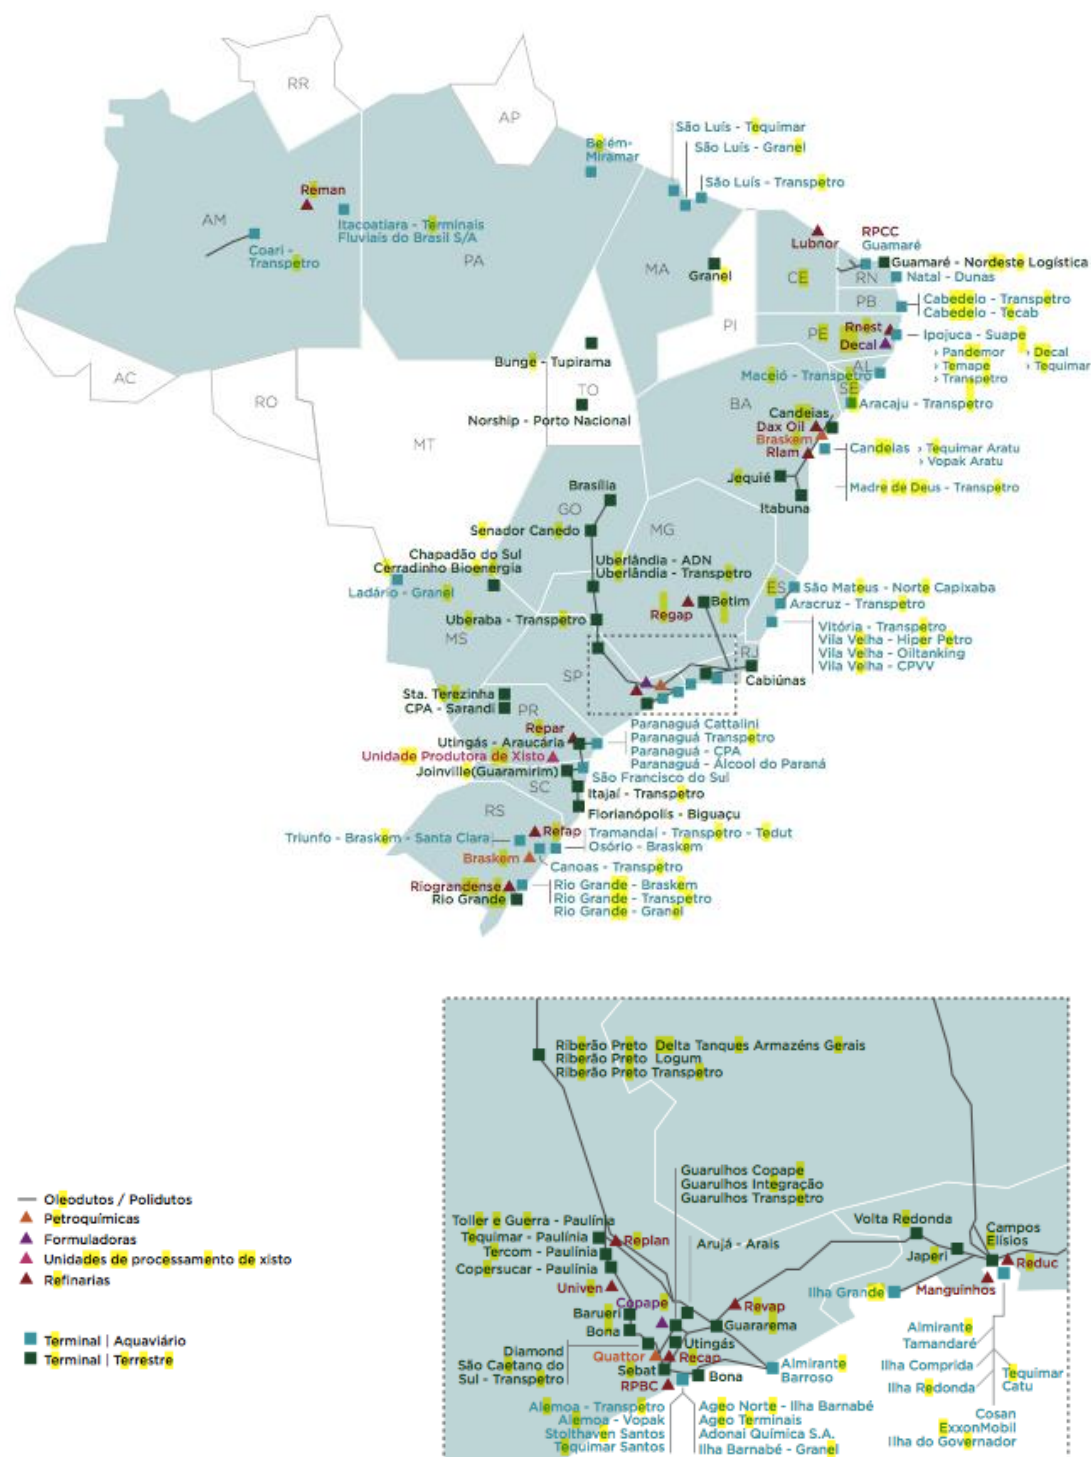 RR
AP
São Luís - Tequimar
São Luís - Granel
Belém-
Miramar
São Luís - Transpetro
Reman
AM
Itacoatiara - Terminais
Fluviais do Brasil S/A
Coari -
Transpetro
PA
MA
Granel
Lubnor
CE
RPCC
Guamaré
Guamaré - Nordeste Logística
RN
Natal - Dunas
PB
Cabedelo - Transpetro
Cabedelo - Tecab
PI
PE
Rnest
Decal
Ipojuca - Suape
› Pandemor
› Decal
› Temape
› Tequimar
› Transpetro
Bunge - Tupirama
AC
RO
TO
Maceió - Transpetro
AL
SE
BA
Aracaju - Transpetro
Norship - Porto Nacional
Candeias
Dax Oil
Braskem
Rlam
MT
Candeias
› Tequimar Aratu
› Vopak Aratu
Jequié
Madre de Deus - Transpetro
Itabuna
Brasília
GO
Senador Canedo
MG
Chapadão do Sul
Cerradinho Bioenergia
Uberlândia - ADN
Uberlândia - Transpetro
Ladário - Granel
ES
São Mateus - Norte Capixaba
Aracruz - Transpetro
Regap
Betim
Uberaba - Transpetro
Vitória - Transpetro
Vila Velha - Hiper Petro
Vila Velha - Oiltanking
Vila Velha - CPVV
MS
RJ
SP
Cabiúnas
Sta. Terezinha
CPA - Sarandi
PR
Repar
Utingás - Araucária
Paranaguá Cattalini
Paranaguá Transpetro
Paranaguá - CPA
Paranaguá - Álcool do Paraná
Unidade Produtora de Xisto
Joinville(Guaramirim)
São Francisco do Sul
SC
Itajaí - Transpetro
Florianópolis - Biguaçu
RS
Refap
Triunfo - Braskem - Santa Clara
Tramandaí - Transpetro - Tedut
Osório - Braskem
Braskem
Canoas - Transpetro
Riograndense
Rio Grande
Rio Grande - Braskem
Rio Grande - Transpetro
Rio Grande - Granel
Riberão Preto Delta Tanques Armazéns Gerais
Riberão Preto Logum
Riberão Preto Transpetro
Oleodutos / Polidutos
Petroquímicas
Formuladoras
Unidades de processamento de xisto
Refinarias
Terminal | Aquaviário
Terminal | Terrestre
Guarulhos Copape
Guarulhos Integração
Guarulhos Transpetro
Toller e Guerra - Paulínia
Tequimar - Paulínia
Tercom - Paulínia
Copersucar - Paulínia
Replan
Arujá - Arais
Volta Redonda
Campos
Elísios
Japeri
Reduc
Manguinhos
Univen
Ilha Grande
Copape
Revap
Barueri
Bona
Guararema
Utingás
Diamond
São Caetano do
Sul - Transpetro
Quattor
Recap
Sebat
Bona
RPBC
Almirante
Barroso
Almirante
Tamandaré
Ilha Comprida
Ilha Redonda
Tequimar
Catu
Cosan
ExxonMobil
Ilha do Governador
Alemoa - Transpetro
Alemoa - Vopak
Stolthaven Santos
Tequimar Santos
Ageo Norte - Ilha Barnabé
Ageo Terminais
Adonai Química S.A.
Ilha Barnabé - Granel